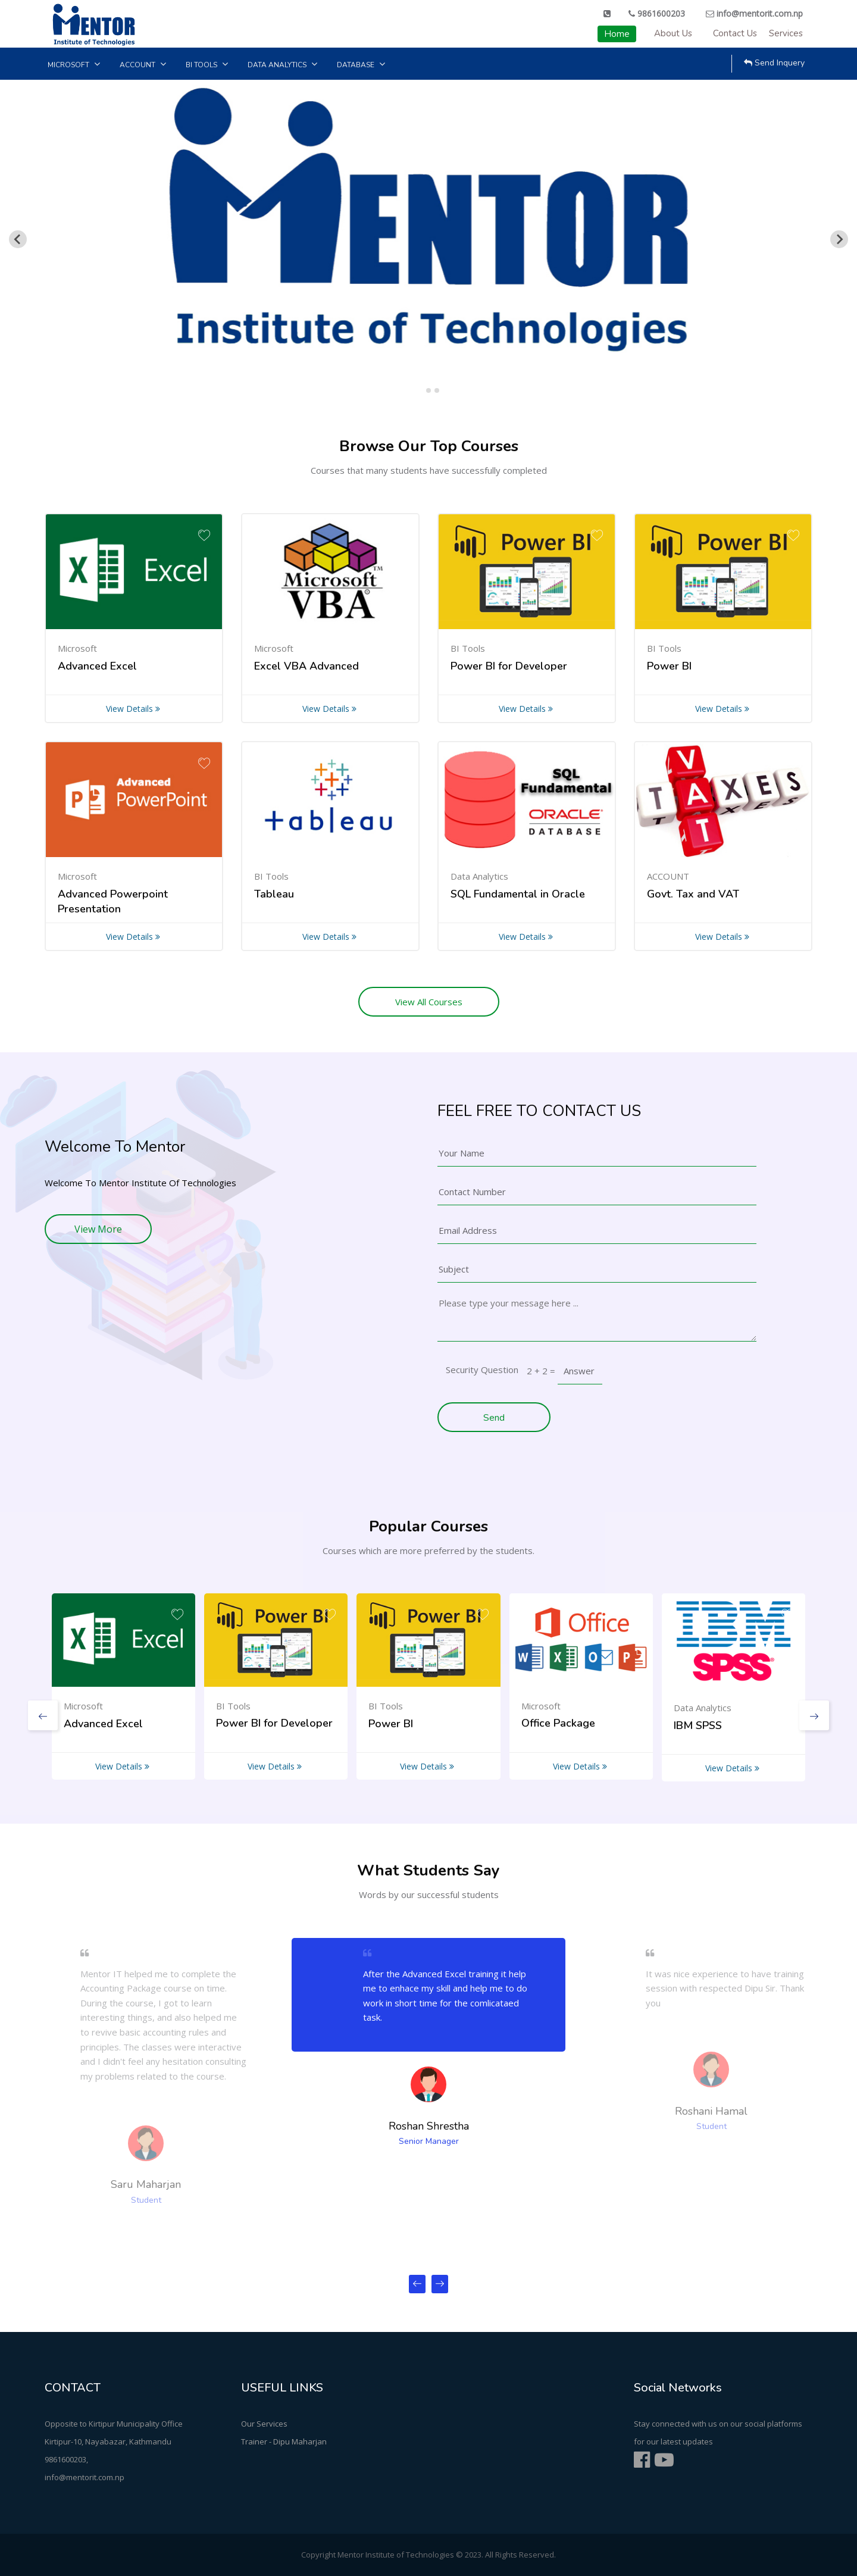 MENTOR
Institute of Technologies
9861600203
info@mentorit.com.np
Home
About Us
Contact Us
Services
MICROSOFT
ACCOUNT
BI TOOLS
DATA ANALYTICS
DATABASE
Send Inquery
MENTOR
Institute of Technologies
Browse Our Top Courses
Courses that many students have successfully completed
Excel
Microsoft
Advanced Excel
View Details
Microsoft
VBA
Microsoft
Excel VBA Advanced
View Details
Power BI
BI Tools
Power BI for Developer
View Details
Power BI
BI Tools
Power BI
View Details
Advanced
PowerPoint
Microsoft
Advanced Powerpoint
Presentation
View Details
+ableau
BI Tools
Tableau
View Details
SQL
Fundamental
ORACLE
DATABASE
Data Analytics
SQL Fundamental in Oracle
View Details
TAXES
VAT
ACCOUNT
Govt. Tax and VAT
View Details
View All Courses
Welcome To Mentor
Welcome To Mentor Institute Of Technologies
View More
FEEL FREE TO CONTACT US
Your Name
Contact Number
Email Address
Subject
Please type your message here ...
Security Question 2 + 2 = Answer
Send
Popular Courses
Courses which are more preferred by the students.
Excel
Microsoft
Advanced Excel
View Details
Power BI
BI Tools
Power BI for Developer
View Details
Power BI
BI Tools
Power BI
View Details
Office
Microsoft
Office Package
View Details
IBM
SPSS
Data Analytics
IBM SPSS
View Details
What Students Say
Words by our successful students
Mentor IT helped me to complete the
Accounting Package course on time.
During the course, I got to learn
interesting things, and also helped me
to revive basic accounting rules and
principles. The classes were interactive
and I didn't feel any hesitation consulting
my problems related to the course.
Saru Maharjan
Student
After the Advanced Excel training it help
me to enhace my skill and help me to do
work in short time for the comlicataed
task.
Roshan Shrestha
Senior Manager
It was nice experience to have training
session with respected Dipu Sir. Thank
you
Roshani Hamal
Student
CONTACT
Opposite to Kirtipur Municipality Office
Kirtipur-10, Nayabazar, Kathmandu
9861600203,
info@mentorit.com.np
USEFUL LINKS
Our Services
Trainer - Dipu Maharjan
Social Networks
Stay connected with us on our social platforms
for our latest updates
Copyright Mentor Institute of Technologies © 2023. All Rights Reserved.